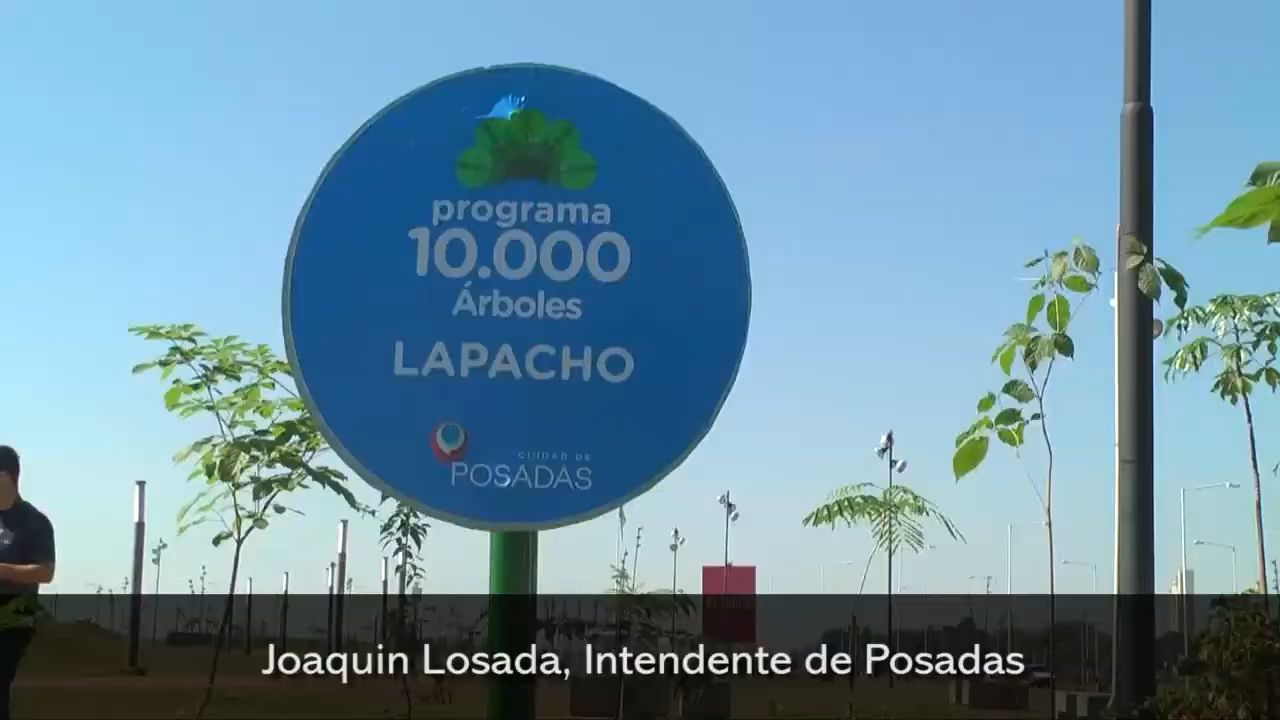 programa
10.000
Árboles
LAPACHO
CIUDAD DE
POSADAS
Joaquin Losada, Intendente de Posadas